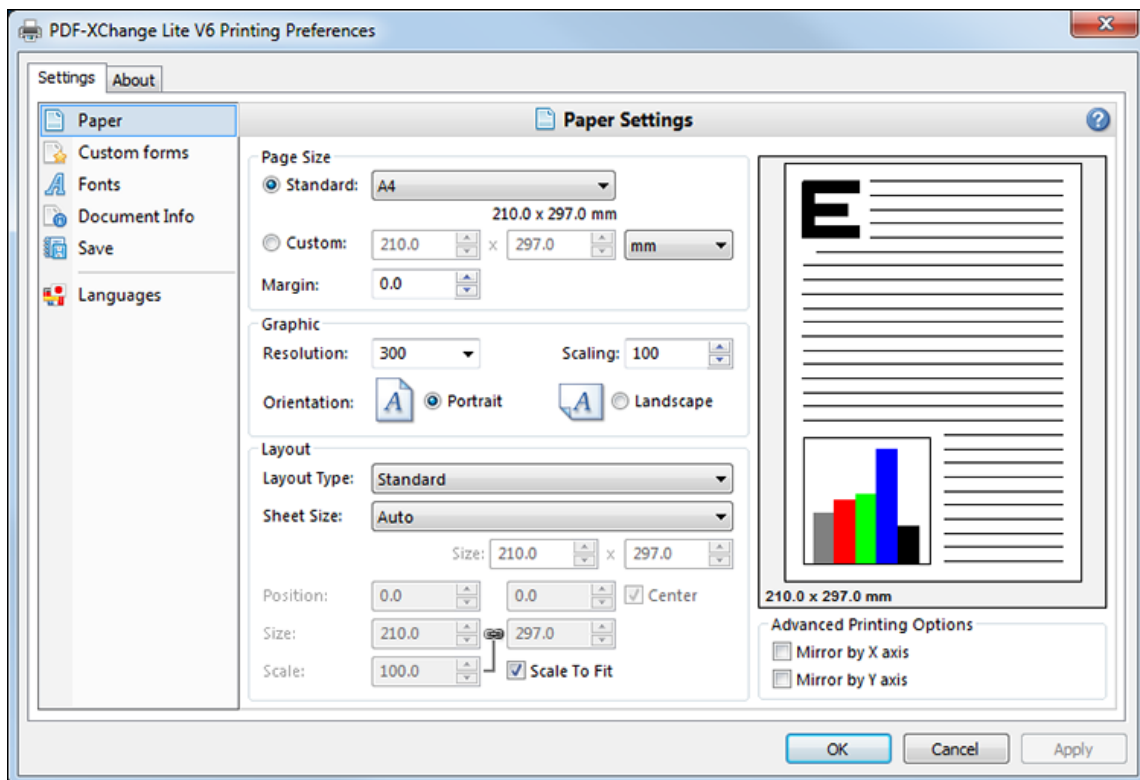 PDF-XChange Lite V6 Printing Preferences
Settings About
Paper
Custom forms
Fonts
Document Info
Save
Languages
Paper Settings
Page Size
Standard: A4
210.0 x 297.0 mm
Custom: 210.0 x 297.0 mm
Margin: 0.0
Graphic
Resolution: 300 Scaling: 100
Orientation: A Portrait A Landscape
Layout
Layout Type: Standard
Sheet Size: Auto
Size: 210.0 x 297.0
Position: 0.0 0.0 Center
Size: 210.0 297.0
Scale: 100.0 Scale To Fit
E
210.0 x 297.0 mm
Advanced Printing Options
Mirror by X axis
Mirror by Y axis
OK Cancel Apply